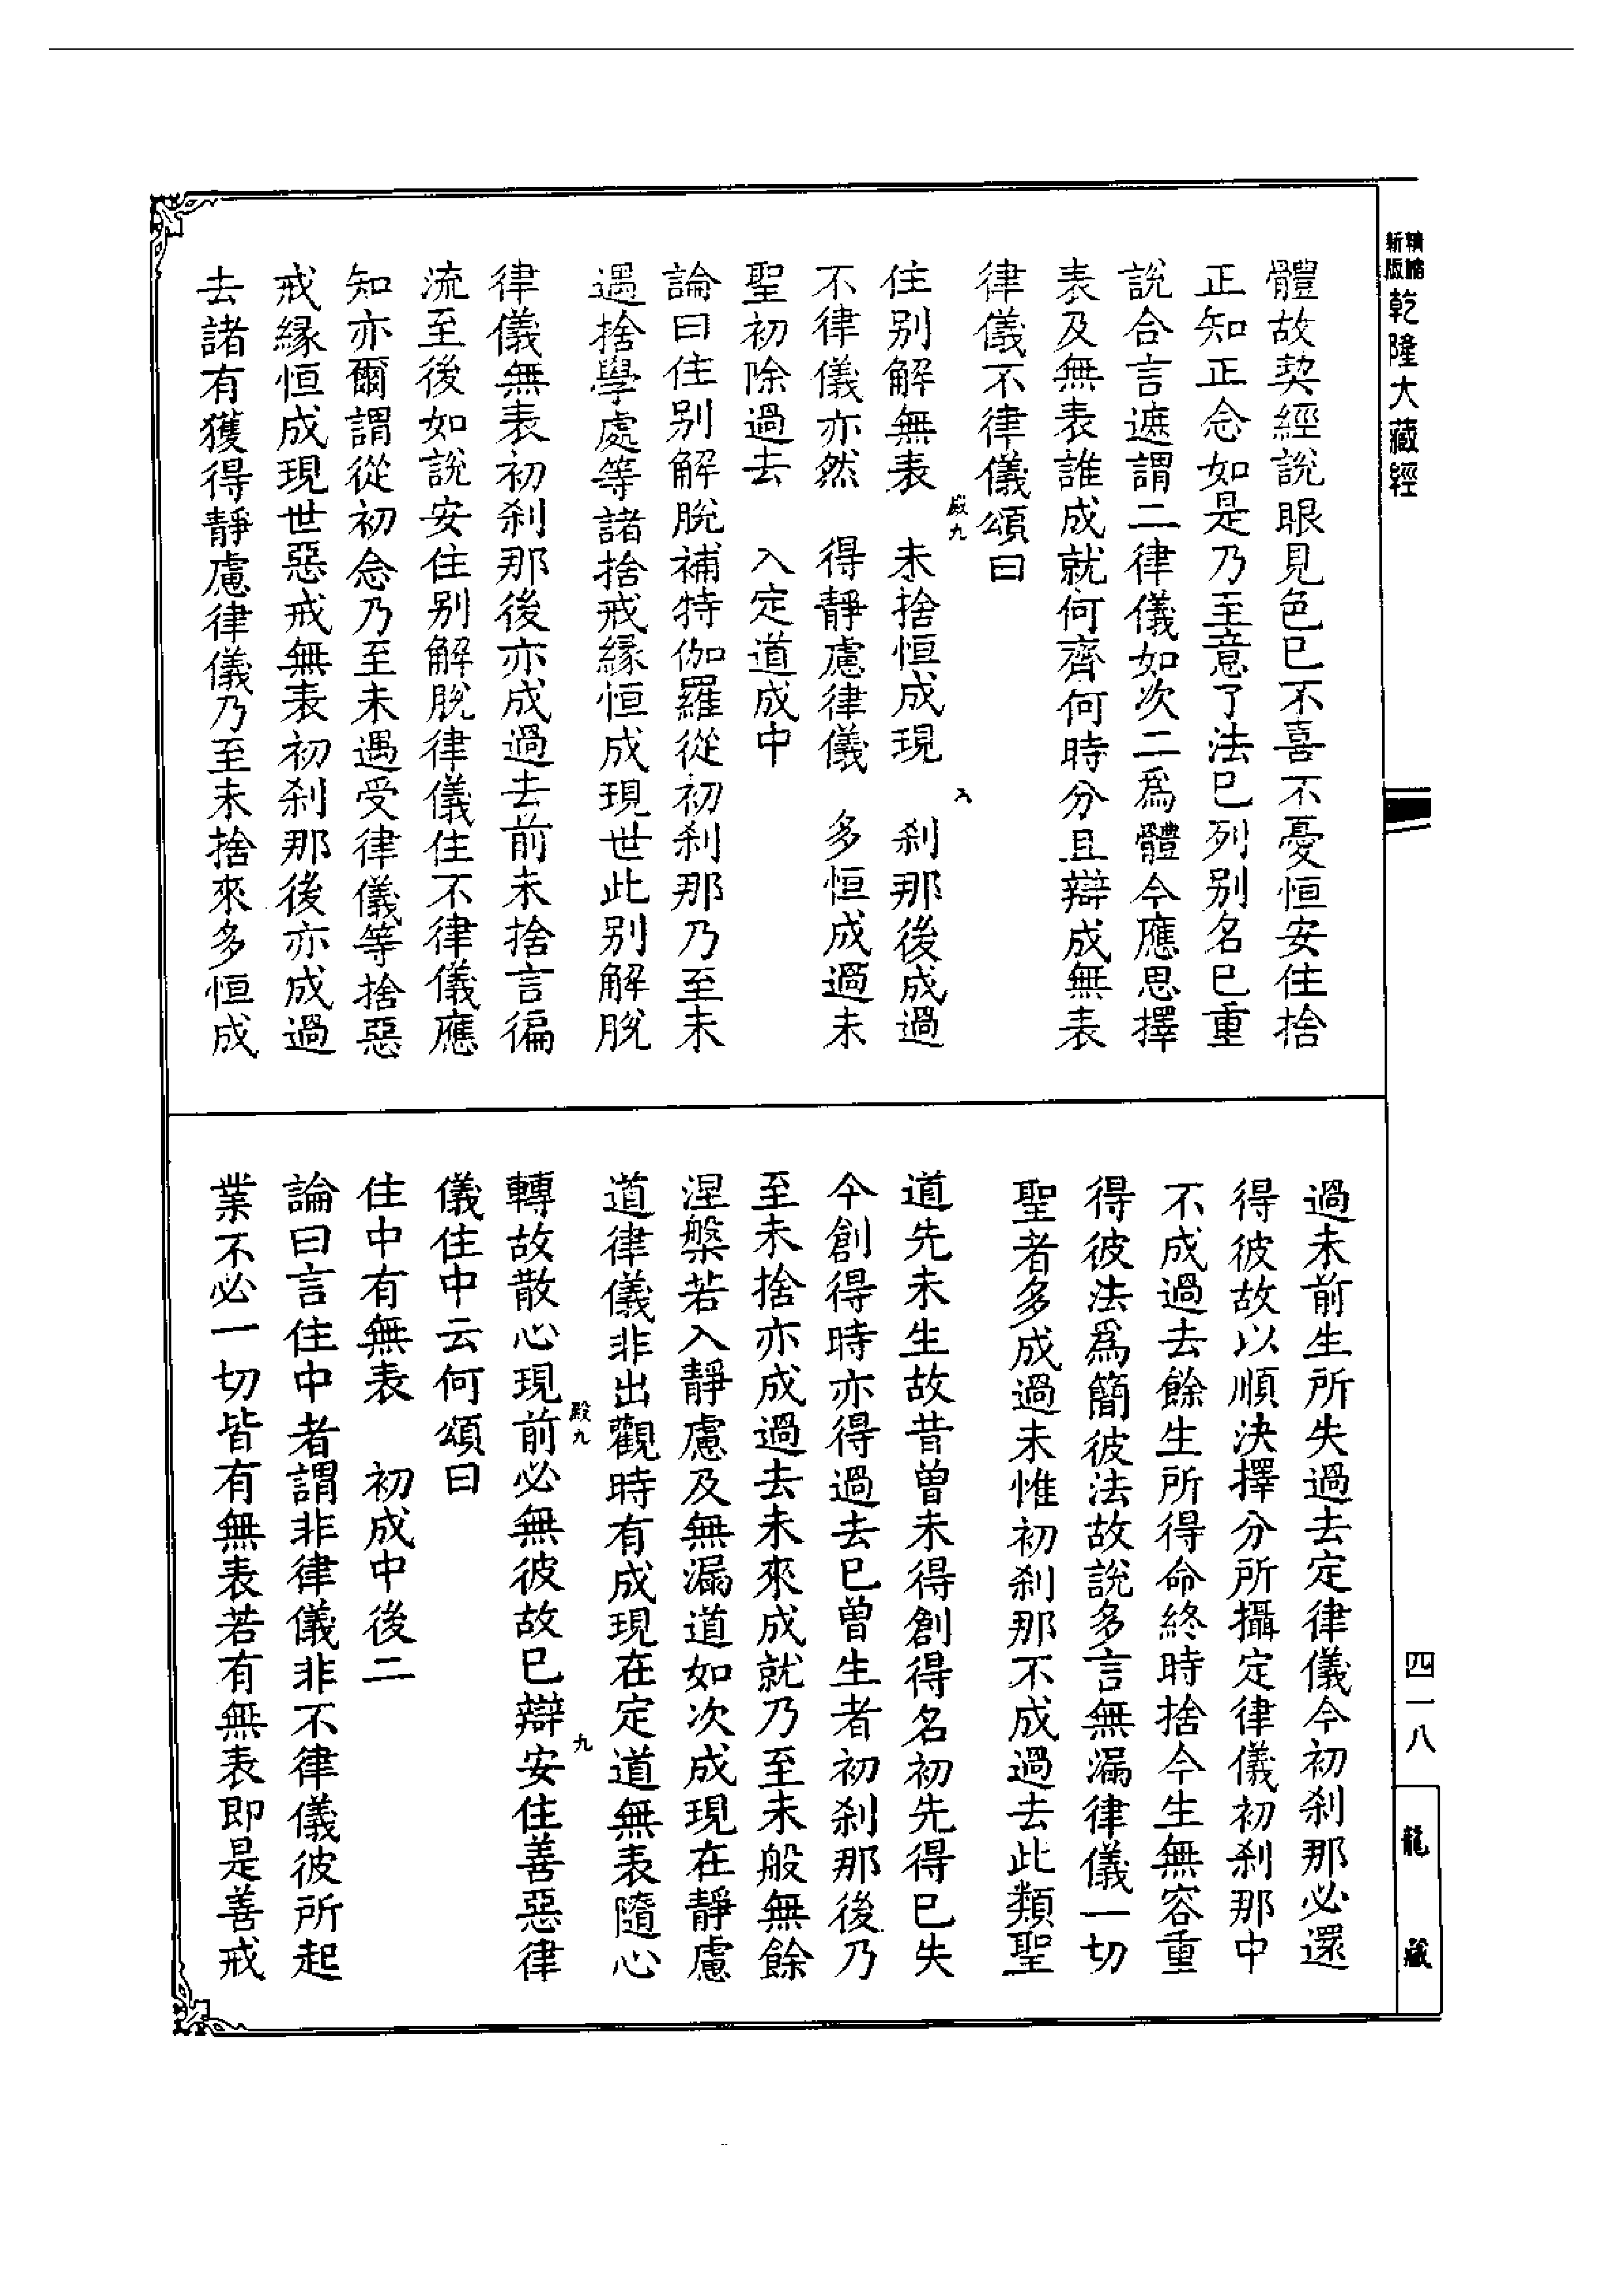 精縮
新版
乾隆大藏經
四一八
龍藏
體故契經說眼見色已不喜不憂恒安住捨
正知正念如是乃至意了法已列別名已重
說合言遮謂二律儀如次二為體今應思擇
表及無表誰成就何齊何時分且辯成無表
律儀不律儀頌曰
殿九
八
住別解無表　未捨恒成現　剎那後成過
不律儀亦然　得靜慮律儀　多恒成過未
聖初除過去　入定道成中
論曰住別解脫補特伽羅從初剎那乃至未
遇捨學處等諸捨戒緣恒成現世此別解脫
律儀無表初剎那後亦成過去前未捨言徧
流至後如說安住別解脫律儀住不律儀應
知亦爾謂從初念乃至未遇受律儀等捨惡
戒緣恒成現世惡戒無表初剎那後亦成過
去諸有獲得靜慮律儀乃至未捨來多恒成
過未前生所失過去定律儀今初剎那必還
得彼故以順決擇分所攝定律儀初剎那中
不成過去餘生所得命終時捨今生無容重
得彼法為簡彼法故說多言無漏律儀一切
聖者多成過未惟初剎那不成過去此類聖
道先未生故昔曾未得創得名初先得已失
今創得時亦得過去已曾生者初剎那後乃
至未捨亦成過去未來成就乃至未般無餘
涅槃若入靜慮及無漏道如次成現在靜慮
道律儀非出觀時有成現在定道無表隨心
殿九
九
轉故散心現前必無彼故已辯安住善惡律
儀住中云何頌曰
住中有無表　初成中後二
論曰言住中者謂非律儀非不律儀彼所起
業不必一切皆有無表若有無表即是善戒